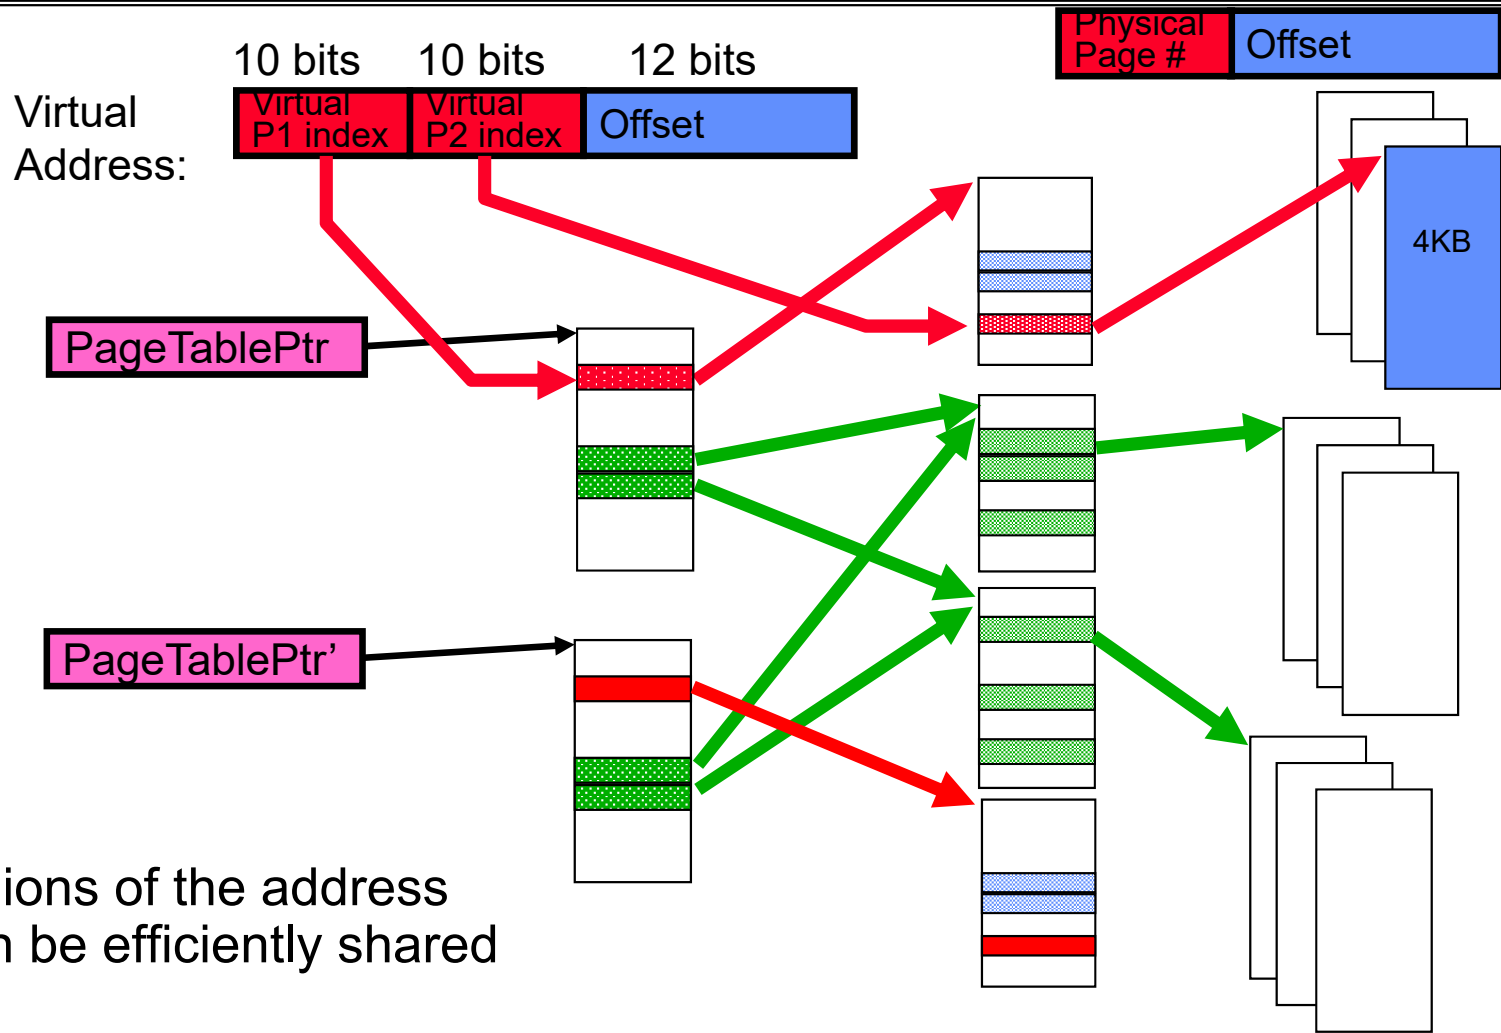 10 bits 10 bits 12 bits
Virtual
Address:
Virtual
P1 index
Virtual
P2 index
Offset
Physical
Page #
Offset
4KB
PageTablePtr
PageTablePtr’
of the address
be efficiently shared